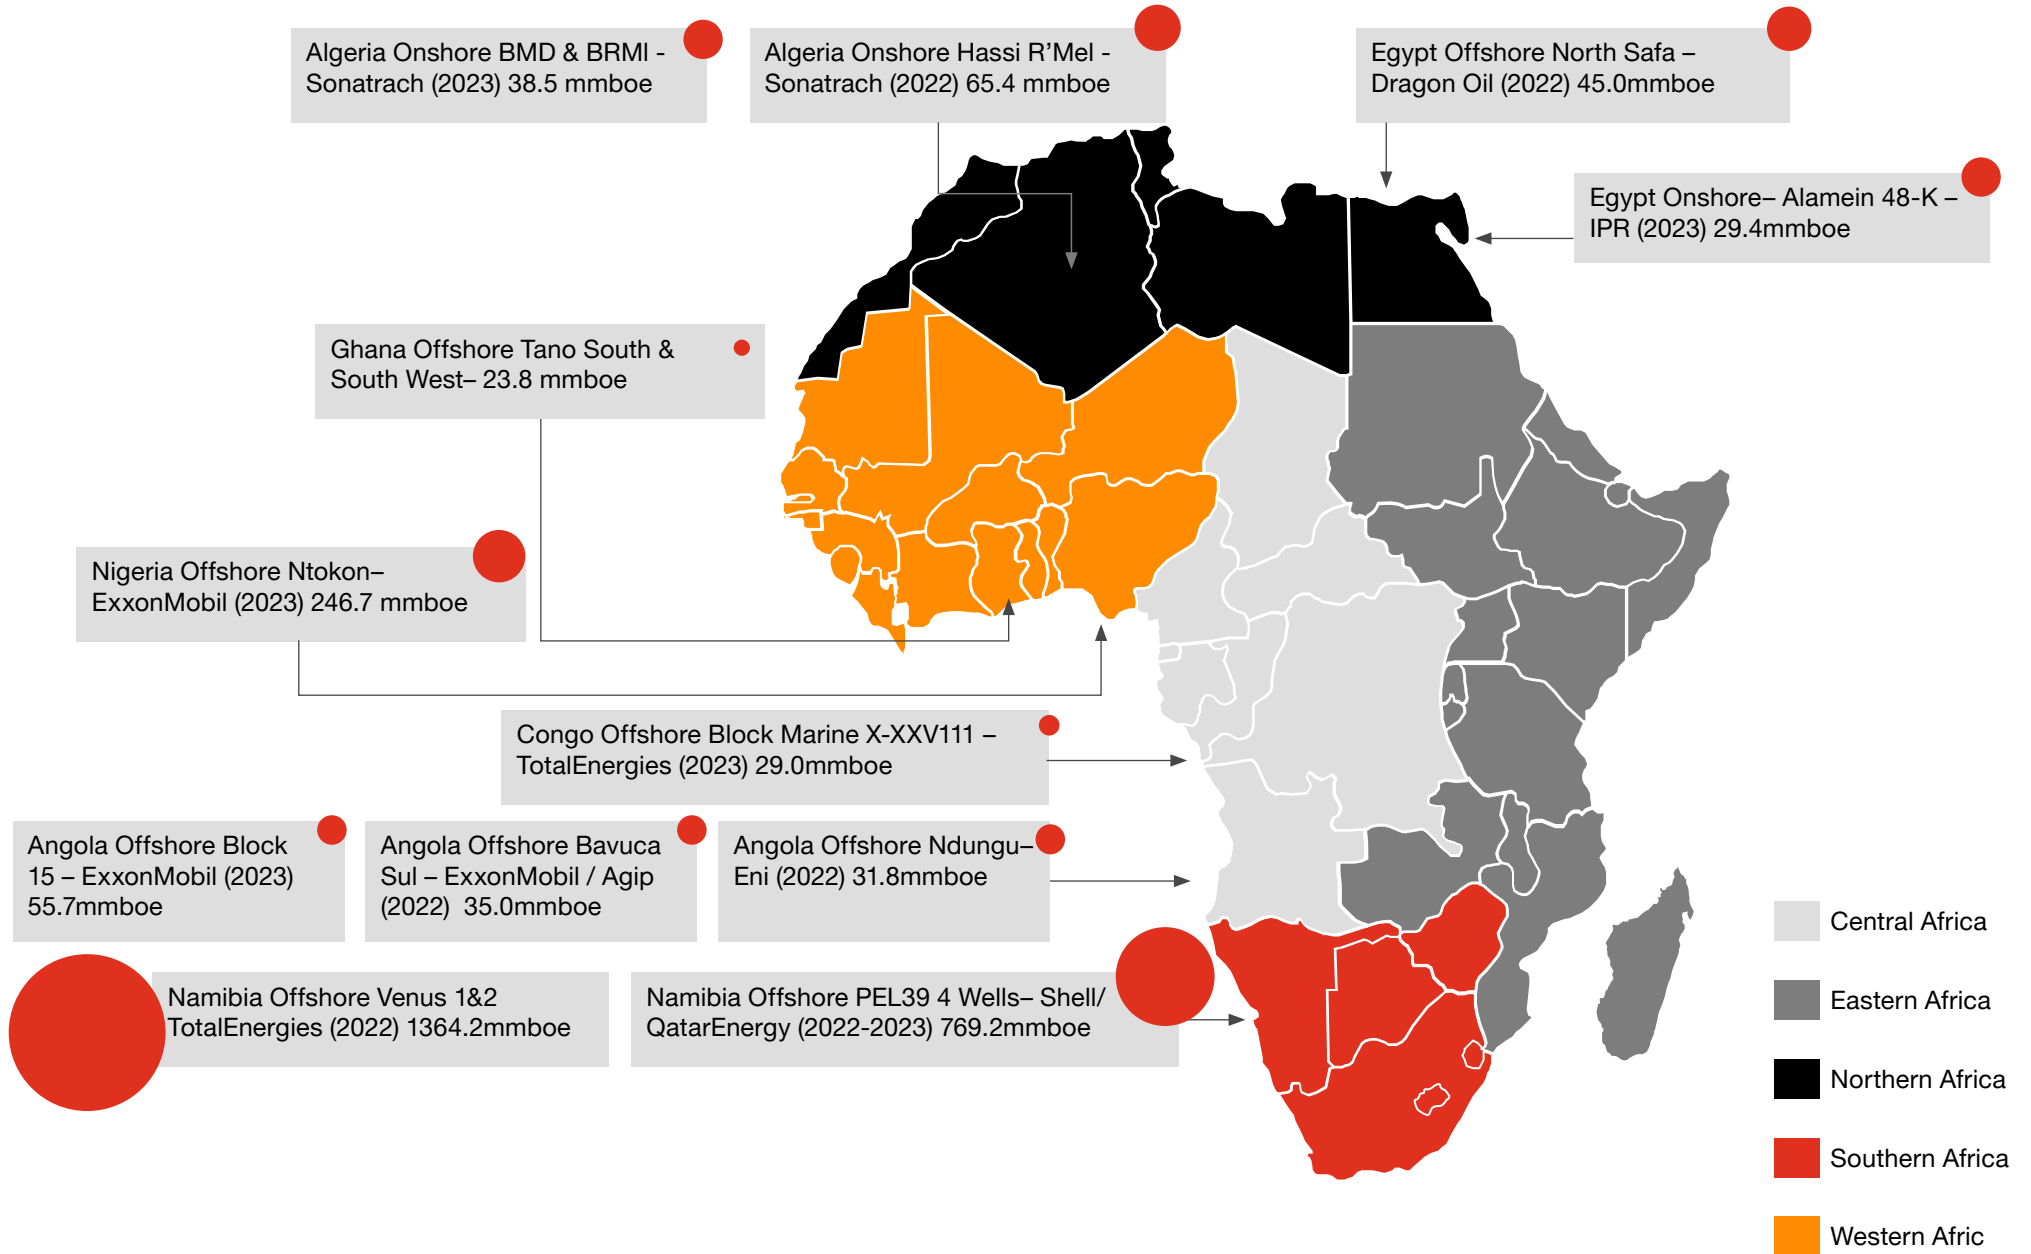 Algeria Onshore BMD & BRMI -
Sonatrach (2023) 38.5 mmboe
Algeria Onshore Hassi R’Mel -
Sonatrach (2022) 65.4 mmboe
Egypt Offshore North Safa –
Dragon Oil (2022) 45.0mmboe
Egypt Onshore– Alamein 48-K –
IPR (2023) 29.4mmboe
Ghana Offshore Tano South &
South West– 23.8 mmboe
Nigeria Offshore Ntokon–
ExxonMobil (2023) 246.7 mmboe
Congo Offshore Block Marine X-XXV111 –
TotalEnergies (2023) 29.0mmboe
Angola Offshore Block
15 – ExxonMobil (2023)
55.7mmboe
Angola Offshore Bavuca
Sul – ExxonMobil / Agip
(2022)  35.0mmboe
Angola Offshore Ndungu–
Eni (2022) 31.8mmboe
Namibia Offshore Venus 1&2
TotalEnergies (2022) 1364.2mmboe
Namibia Offshore PEL39 4 Wells– Shell/
QatarEnergy (2022-2023) 769.2mmboe
Central Africa
Eastern Africa
Northern Africa
Southern Africa
Western Afric